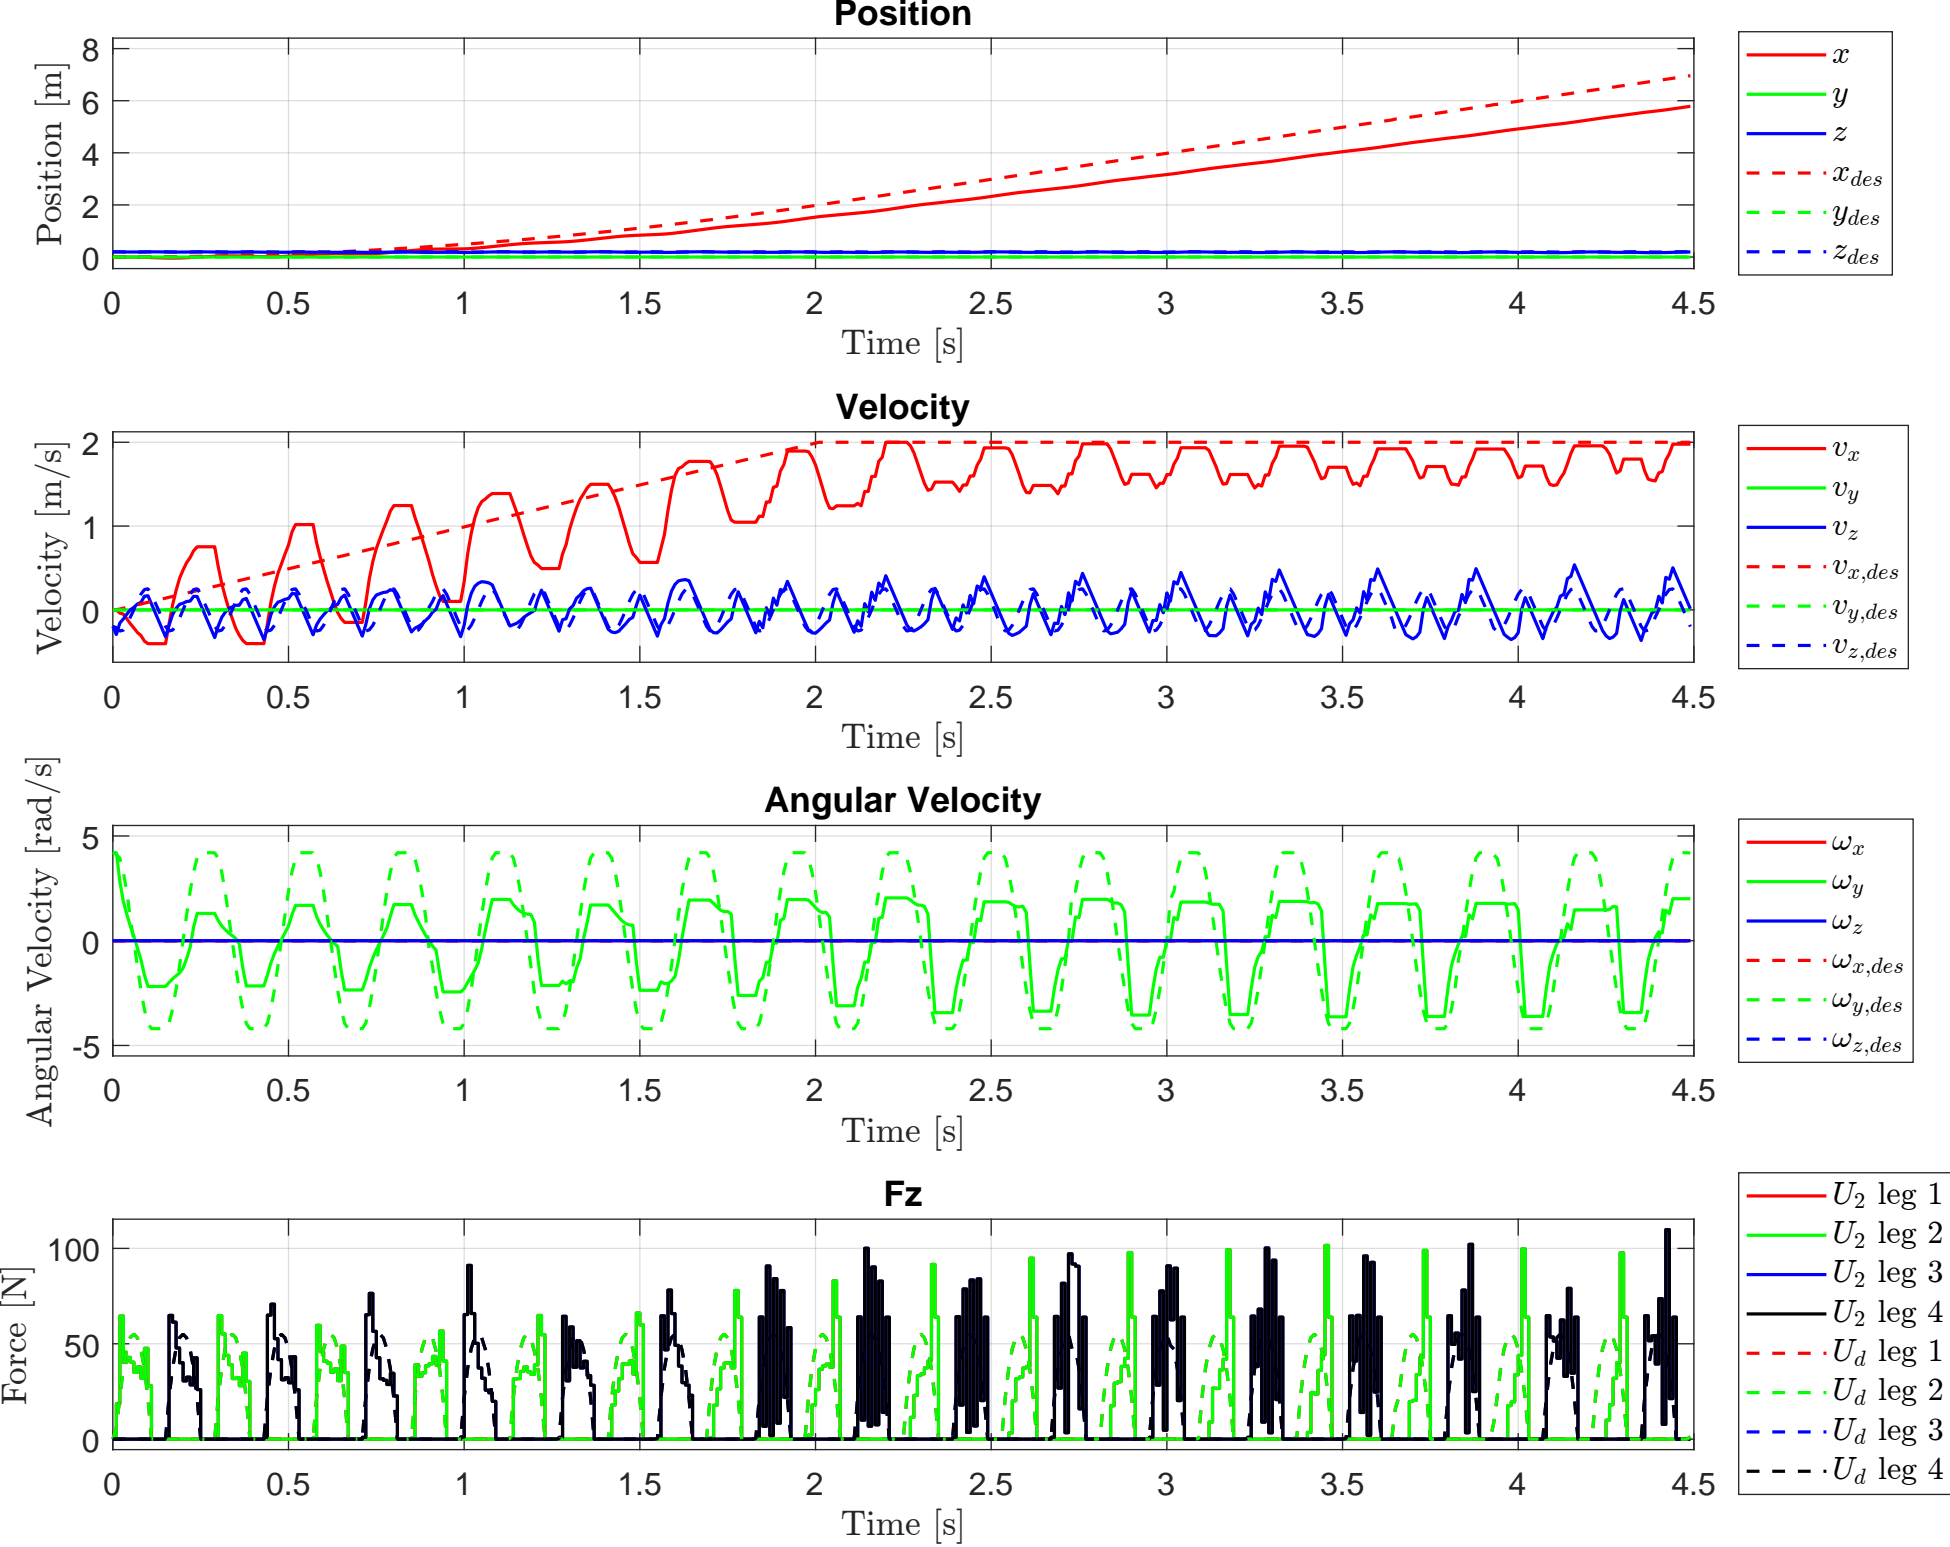 Position
Position [m]
8
6
4
2
0
0 0.5 1 1.5 2 2.5 3 3.5 4 4.5
Time [s]
x
y
z
x_des
y_des
z_des
Velocity
Velocity [m/s]
2
1
0
0 0.5 1 1.5 2 2.5 3 3.5 4 4.5
Time [s]
v_x
v_y
v_z
v_x,des
v_y,des
v_z,des
Angular Velocity
Angular Velocity [rad/s]
5
0
-5
0 0.5 1 1.5 2 2.5 3 3.5 4 4.5
Time [s]
ω_x
ω_y
ω_z
ω_x,des
ω_y,des
ω_z,des
Fz
Force [N]
100
50
0
0 0.5 1 1.5 2 2.5 3 3.5 4 4.5
Time [s]
U_2 leg 1
U_2 leg 2
U_2 leg 3
U_2 leg 4
U_d leg 1
U_d leg 2
U_d leg 3
U_d leg 4